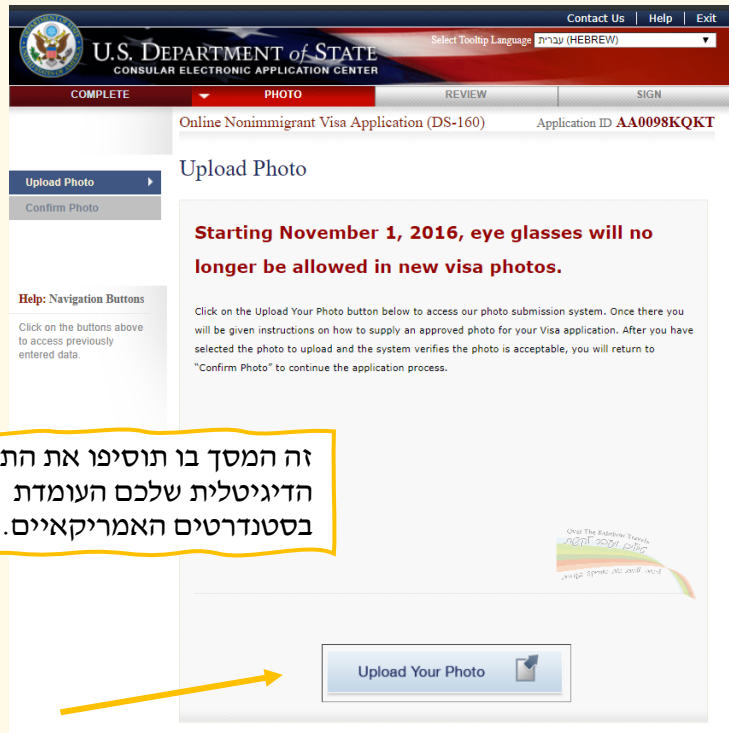 Contact Us | Help | Exit
U.S. DEPARTMENT of STATE
CONSULAR ELECTRONIC APPLICATION CENTER
Select Tooltip Language עברית (HEBREW)
COMPLETE PHOTO REVIEW SIGN
Online Nonimmigrant Visa Application (DS-160) Application ID AA0098KQKT
Upload Photo
Upload Photo
Confirm Photo
Starting November 1, 2016, eye glasses will no
longer be allowed in new visa photos.
Help: Navigation Buttons
Click on the buttons above
to access previously
entered data.
Click on the Upload Your Photo button below to access our photo submission system. Once there you
will be given instructions on how to supply an approved photo for your Visa application. After you have
selected the photo to upload and the system verifies the photo is acceptable, you will return to
"Confirm Photo" to continue the application process.
זה המסך בו תוסיפו את הת
הדיגיטלית שלכם העומדת
בסטנדרטים האמריקאיים.
Over The Rainbow Travels
Upload Your Photo